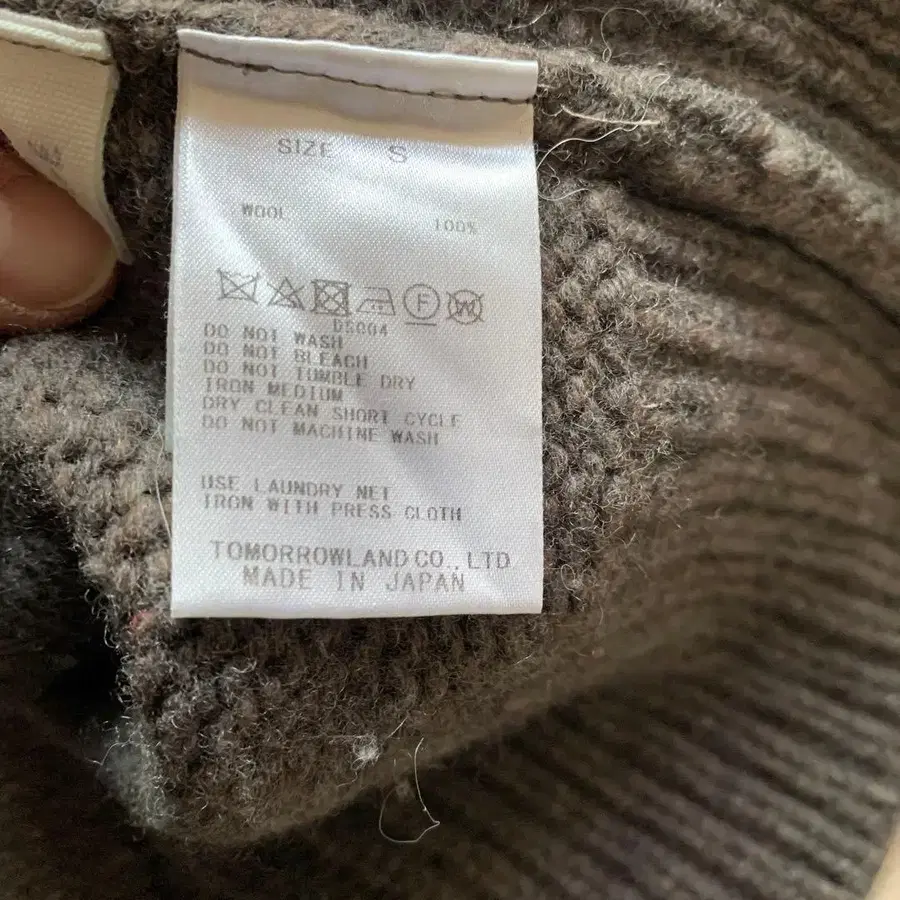 SIZE S
WOOL 100%
F W
DS004
DO NOT WASH
DO NOT BLEACH
DO NOT TUMBLE DRY
IRON MEDIUM
DRY CLEAN SHORT CYCLE
DO NOT MACHINE WASH
USE LAUNDRY NET
IRON WITH PRESS CLOTH
TOMORROWLAND CO., LTD
MADE IN JAPAN